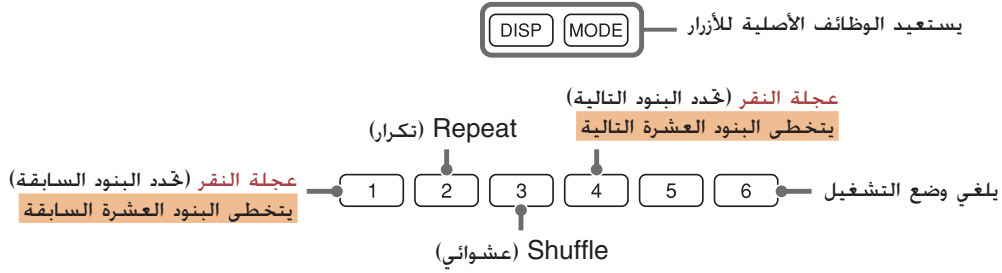 DISP MODE يستعيد الوظائف الأصلية للأزرار
عجلة النقر (تحدد البنود التالية)
يتخطى البنود العشرة التالية
Repeat (تكرار)
عجلة النقر (تحدد البنود السابقة)
يتخطى البنود العشرة السابقة
1 2 3 4 5 6
يلغي وضع التشغيل
Shuffle (عشوائي)